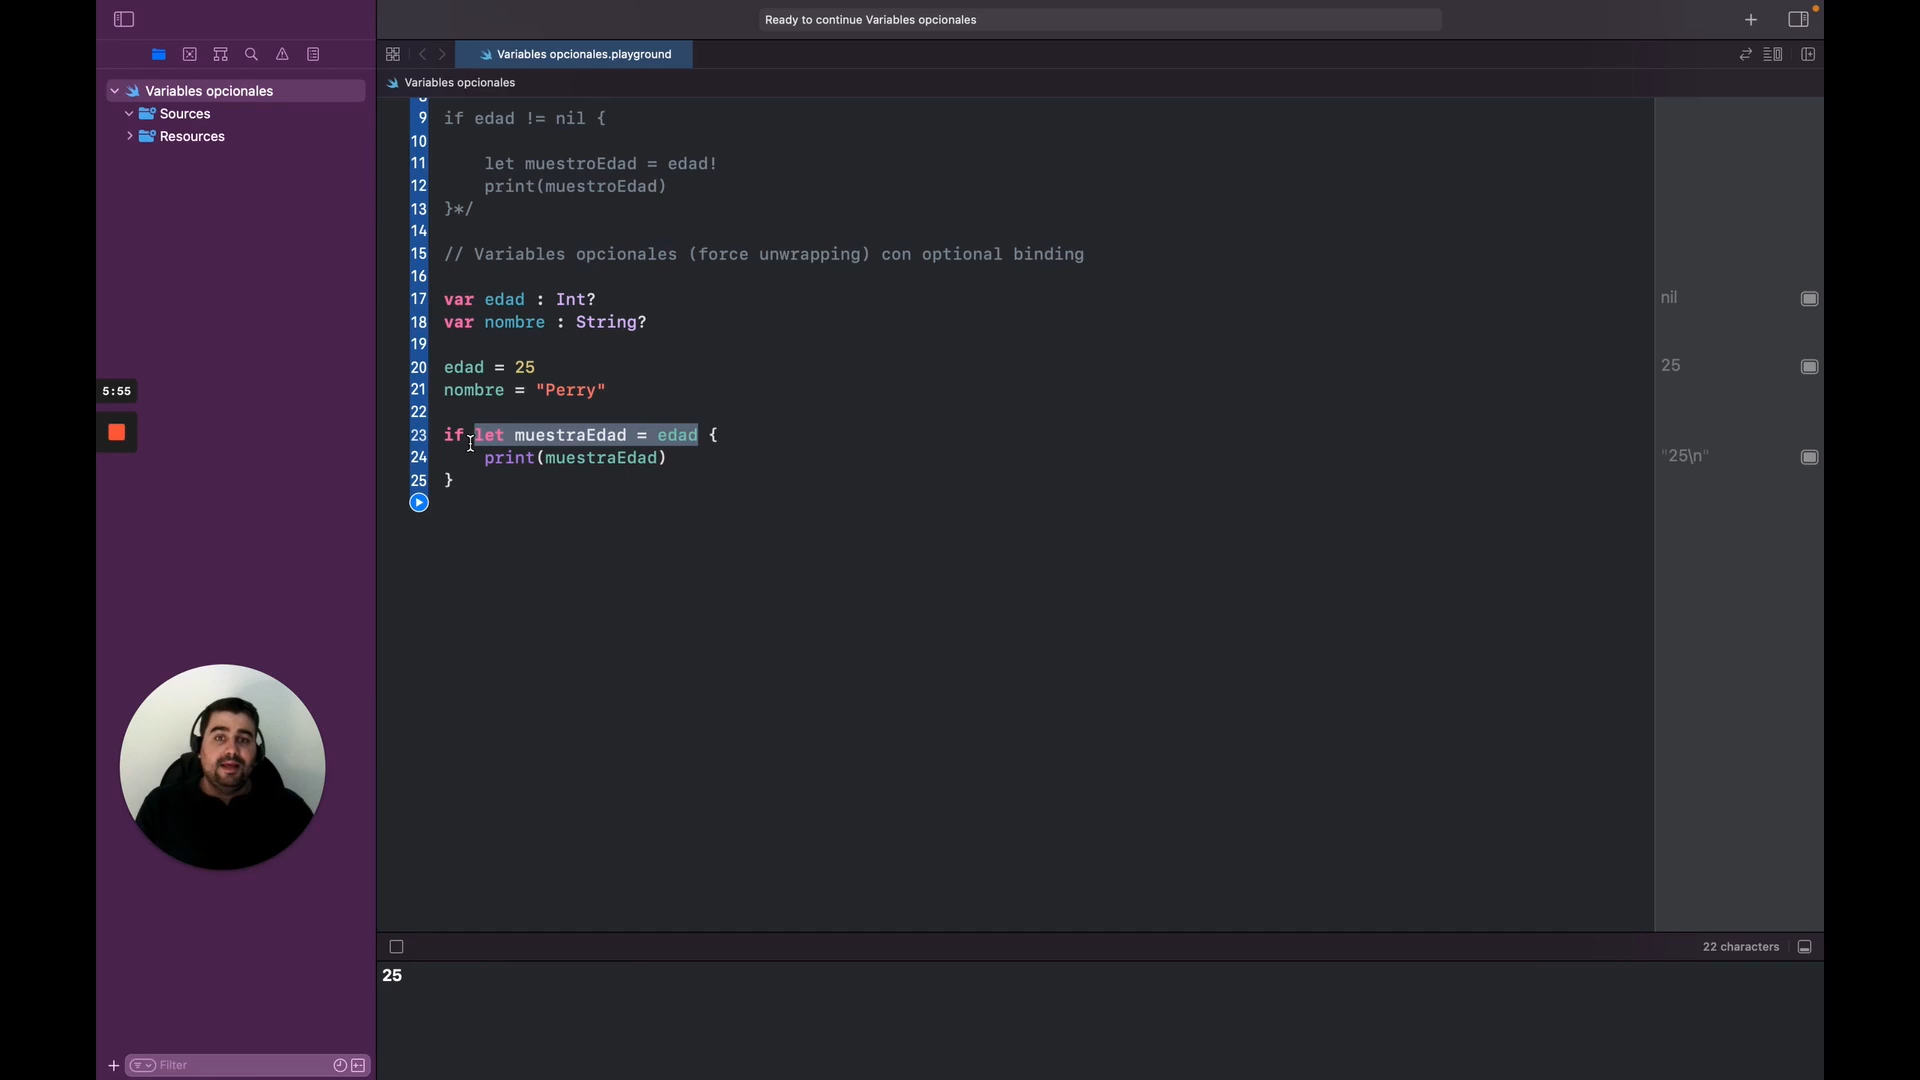 Ready to continue Variables opcionales
Variables opcionales.playground
Variables opcionales
Variables opcionales
Sources
Resources
9 if edad != nil {
10
11 let muestroEdad = edad!
12 print(muestroEdad)
13 }*/
14
15 // Variables opcionales (force unwrapping) con optional binding
16
17 var edad : Int?
nil
18 var nombre : String?
19
20 edad = 25
25
21 nombre = "Perry"
22
23 if let muestraEdad = edad {
24 print(muestraEdad)
"25\n"
25 }
5:55
22 characters
25
Filter